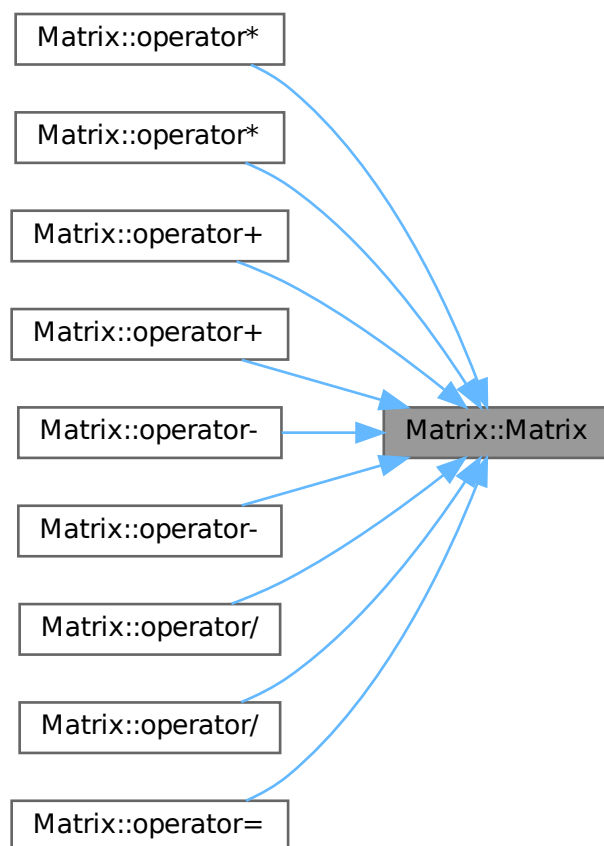 Matrix::operator*
Matrix::operator*
Matrix::operator+
Matrix::operator+
Matrix::operator-
Matrix::Matrix
Matrix::operator-
Matrix::operator/
Matrix::operator/
Matrix::operator=